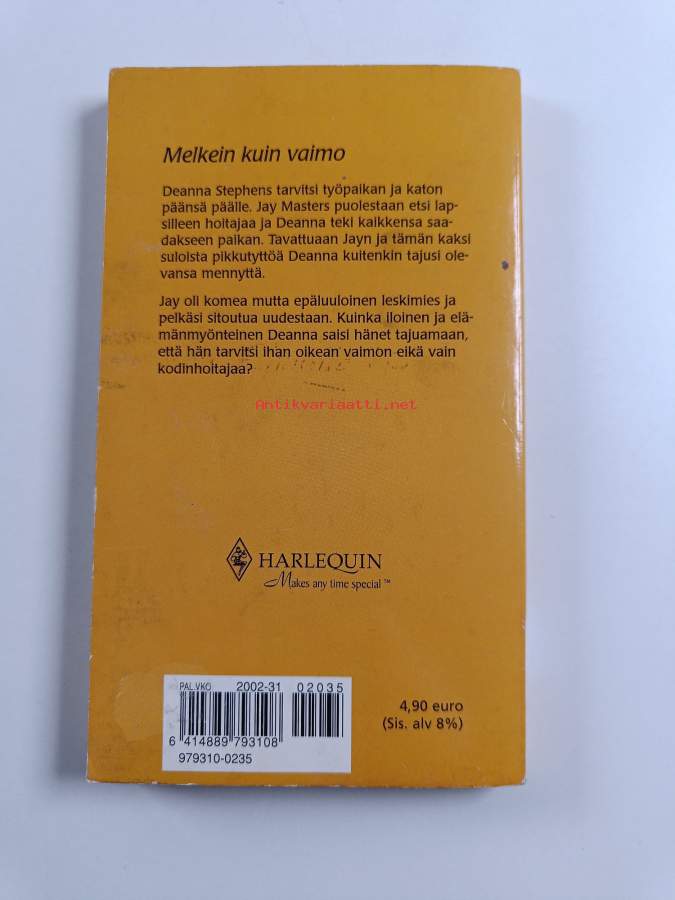 Melkein kuin vaimo
Deanna Stephens tarvitsi työpaikan ja katon
päänsä päälle. Jay Masters puolestaan etsi lap-
silleen hoitajaa ja Deanna teki kaikkensa saa-
dakseen paikan. Tavattuaan Jayn ja tämän kaksi
suloista pikkutyttöä Deanna kuitenkin tajusi ole-
vansa mennyttä.
Jay oli komea mutta epäluuloinen leskimies ja
pelkäsi sitoutua uudestaan. Kuinka iloinen ja elä-
mänmyönteinen Deanna saisi hänet tajuamaan,
että hän tarvitsi ihan oikean vaimon eikä vain
kodinhoitajaa?
Antikvariaatti.net
HARLEQUIN
Makes any time special™
PAL.VKO 2002-31 02035
6 414889 793108
979310-0235
4,90 euro
(Sis. alv 8%)